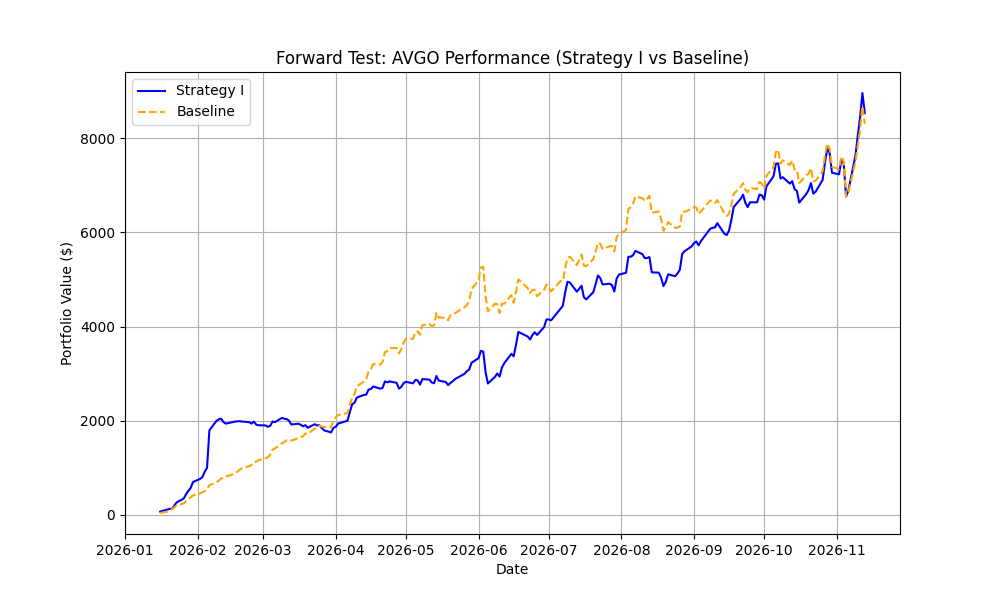 Forward Test: AVGO Performance (Strategy I vs Baseline)
Strategy I
Baseline
Portfolio Value ($)
8000
6000
4000
2000
0
2026-01 2026-02 2026-03 2026-04 2026-05 2026-06 2026-07 2026-08 2026-09 2026-10 2026-11
Date